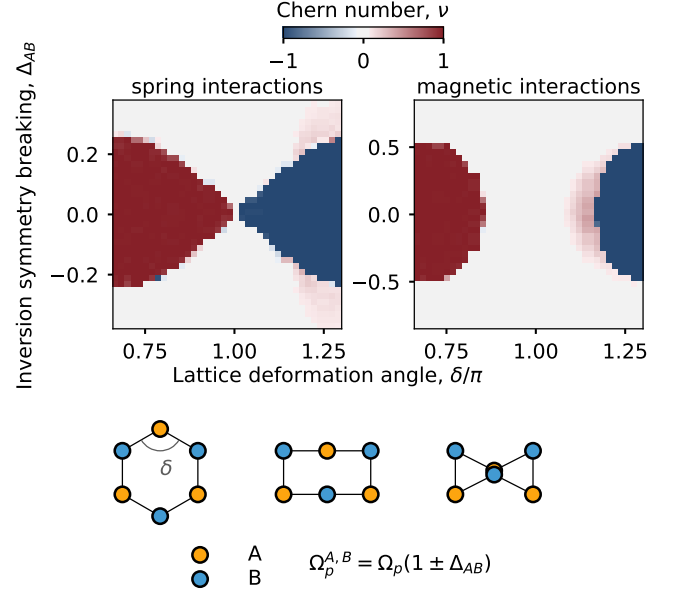 Chern number, ν
−1 0 1
spring interactions magnetic interactions
Inversion symmetry breaking, Δ_AB
0.2
0.0
−0.2
0.5
0.0
−0.5
0.75 1.00 1.25 0.75 1.00 1.25
Lattice deformation angle, δ/π
δ
A
B
Ω_p^{A, B} = Ω_p(1 ± Δ_AB)